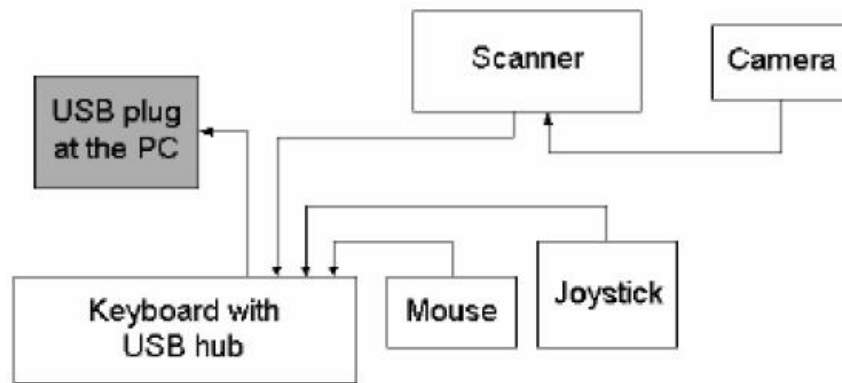 Scanner
Camera
USB plug
at the PC
Keyboard with
USB hub
Mouse
Joystick